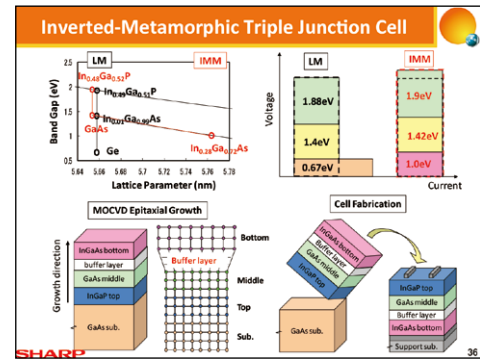 Inverted-Metamorphic Triple Junction Cell
LM
IMM
In0.48Ga0.52P
In0.49Ga0.51P
In0.01Ga0.99As
GaAs
Ge
In0.28Ga0.72As
Band Gap (eV)
2.5
2
1.5
1
0.5
5.64 5.66 5.68 5.7 5.72 5.74 5.76 5.78
Lattice Parameter (nm)
LM
IMM
Voltage
1.88eV
1.4eV
0.67eV
1.9eV
1.42eV
1.0eV
Current
MOCVD Epitaxial Growth
Growth direction
InGaAs bottom
buffer layer
GaAs middle
InGaP top
GaAs sub.
Bottom
Buffer layer
Middle
Top
Sub.
Cell Fabrication
InGaAs bottom
Buffer layer
GaAs middle
InGaP top
GaAs sub.
InGaP top
GaAs middle
Buffer layer
InGaAs bottom
Support sub.
SHARP
36